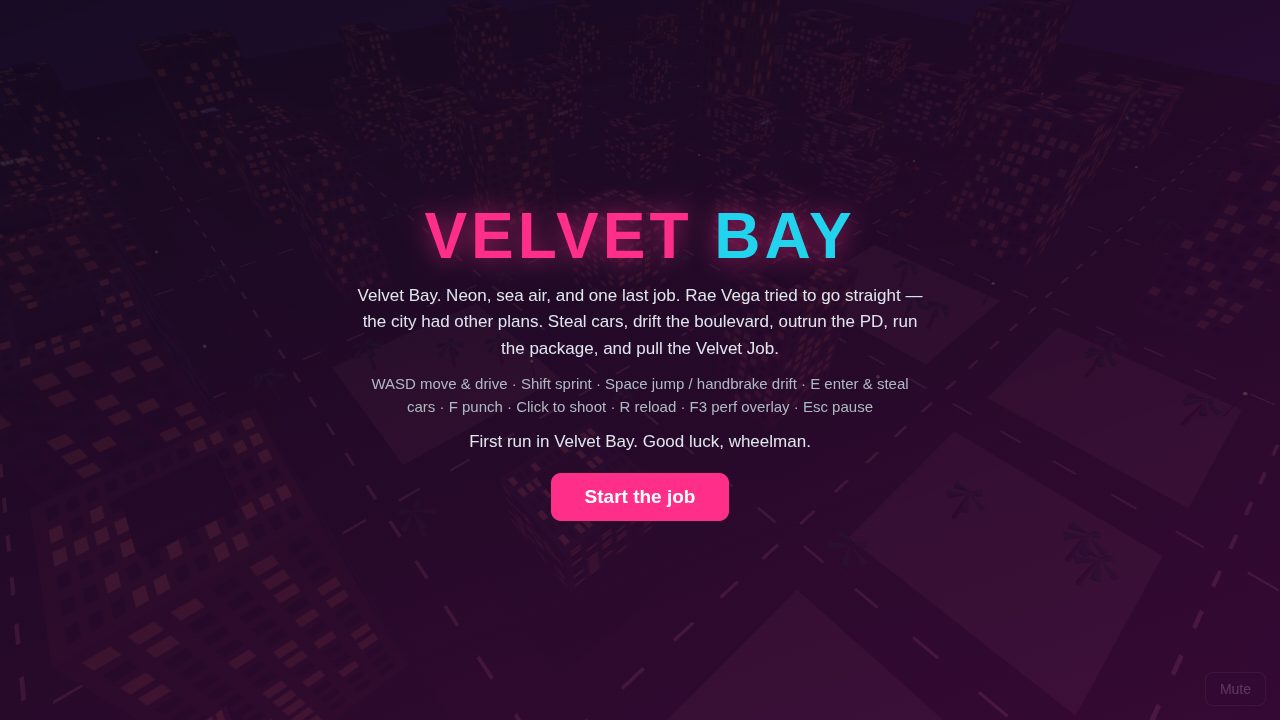 VELVET BAY
Velvet Bay. Neon, sea air, and one last job. Rae Vega tried to go straight —
the city had other plans. Steal cars, drift the boulevard, outrun the PD, run
the package, and pull the Velvet Job.
WASD move & drive · Shift sprint · Space jump / handbrake drift · E enter & steal
cars · F punch · Click to shoot · R reload · F3 perf overlay · Esc pause
First run in Velvet Bay. Good luck, wheelman.
Start the job
Mute